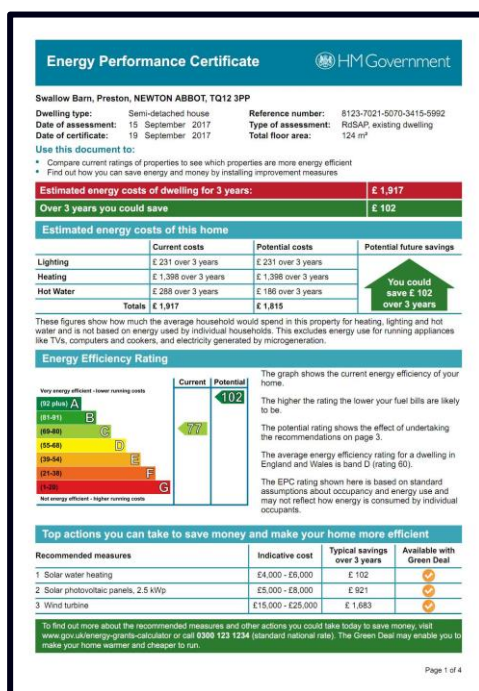 Energy Performance Certificate
HM Government
Swallow Barn, Preston, NEWTON ABBOT, TQ12 3PP
Dwelling type: Semi-detached house Reference number: 8123-7021-5070-3415-5992
Date of assessment: 15 September 2017 Type of assessment: RdSAP, existing dwelling
Date of certificate: 19 September 2017 Total floor area: 124 m²
Use this document to:
• Compare current ratings of properties to see which properties are more energy efficient
• Find out how you can save energy and money by installing improvement measures
Estimated energy costs of dwelling for 3 years: £ 1,917
Over 3 years you could save £ 102
Estimated energy costs of this home
Current costs Potential costs Potential future savings
Lighting £ 231 over 3 years £ 231 over 3 years
Heating £ 1,398 over 3 years £ 1,398 over 3 years
Hot Water £ 288 over 3 years £ 186 over 3 years
Totals £ 1,917 £ 1,815
You could
save £ 102
over 3 years
These figures show how much the average household would spend in this property for heating, lighting and hot
water and is not based on energy used by individual households. This excludes energy use for running appliances
like TVs, computers and cookers, and electricity generated by microgeneration.
Energy Efficiency Rating
Current Potential
Very energy efficient - lower running costs
(92 plus) A
(81-91) B
(69-80) C
(55-68) D
(39-54) E
(21-38) F
(1-20) G
Not energy efficient - higher running costs
77
102
The graph shows the current energy efficiency of your
home.
The higher the rating the lower your fuel bills are likely
to be.
The potential rating shows the effect of undertaking
the recommendations on page 3.
The average energy efficiency rating for a dwelling in
England and Wales is band D (rating 60).
The EPC rating shown here is based on standard
assumptions about occupancy and energy use and
may not reflect how energy is consumed by individual
occupants.
Top actions you can take to save money and make your home more efficient
Recommended measures Indicative cost Typical savings over 3 years Available with Green Deal
1 Solar water heating £4,000 - £6,000 £ 102
2 Solar photovoltaic panels, 2.5 kWp £5,000 - £8,000 £ 921
3 Wind turbine £15,000 - £25,000 £ 1,683
To find out more about the recommended measures and other actions you could take today to save money, visit
www.gov.uk/energy-grants-calculator or call 0300 123 1234 (standard national rate). The Green Deal may enable you to
make your home warmer and cheaper to run.
Page 1 of 4